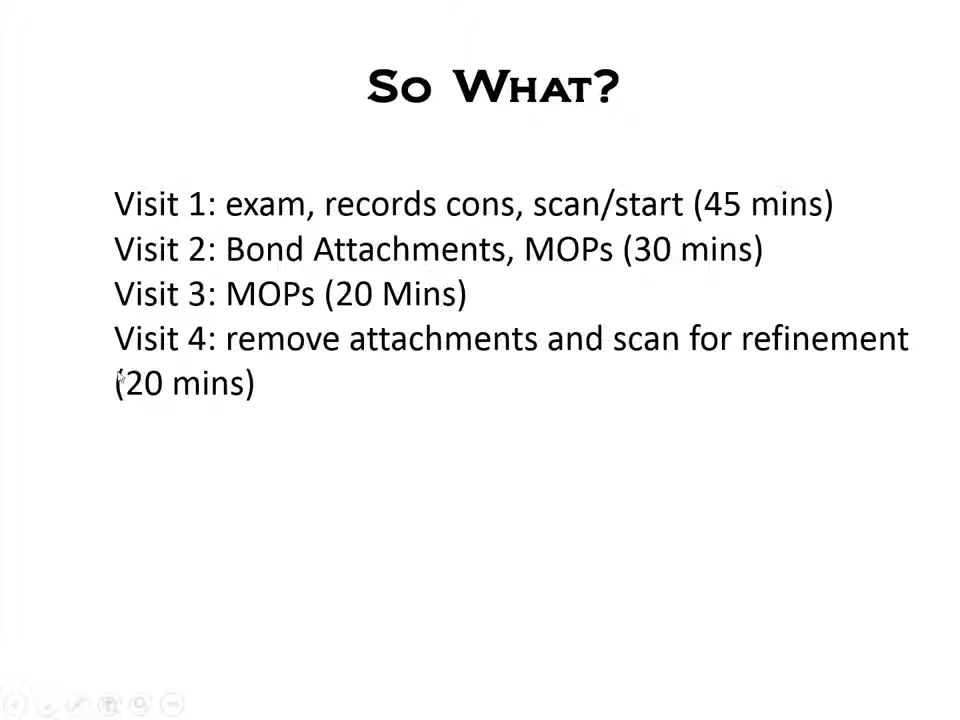 So What?
Visit 1: exam, records cons, scan/start (45 mins)
Visit 2: Bond Attachments, MOPs (30 mins)
Visit 3: MOPs (20 Mins)
Visit 4: remove attachments and scan for refinement
(20 mins)